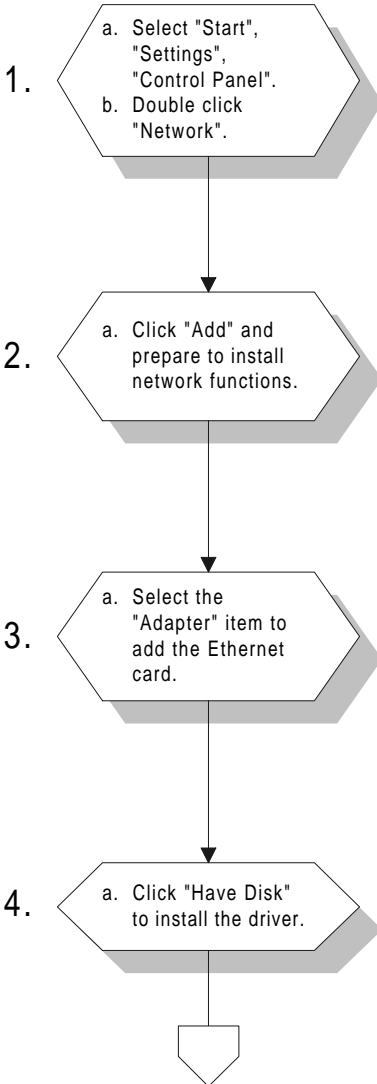 1.
a. Select "Start",
"Settings",
"Control Panel".
b. Double click
"Network".
2.
a. Click "Add" and
prepare to install
network functions.
3.
a. Select the
"Adapter" item to
add the Ethernet
card.
4.
a. Click "Have Disk"
to install the driver.